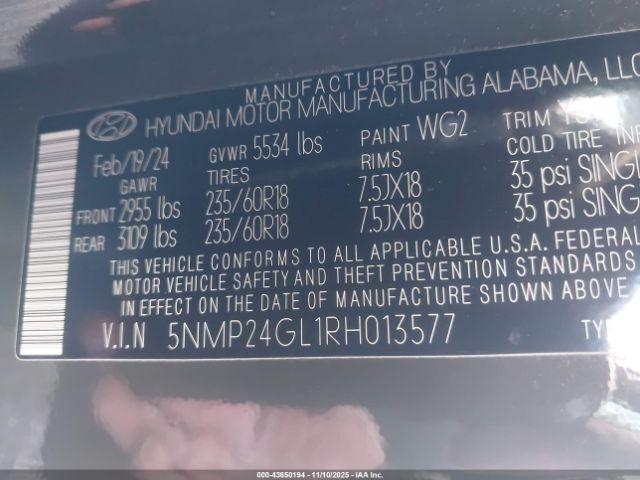 MANUFACTURED BY
HYUNDAI MOTOR MANUFACTURING ALABAMA, LLC
Feb/19/24 GVWR 5534 lbs PAINT WG2 TRIM
GAWR TIRES RIMS COLD TIRE
FRONT 2955 lbs 235/60R18 7.5JX18 35 psi
REAR 3109 lbs 235/60R18 7.5JX18 35 psi
THIS VEHICLE CONFORMS TO ALL APPLICABLE U.S.A. FEDERAL
MOTOR VEHICLE SAFETY AND THEFT PREVENTION STANDARDS
IN EFFECT ON THE DATE OF MANUFACTURE SHOWN ABOVE
V.I.N 5NMP24GL1RH013577
000-43650194 — 11/10/2025 — IAAI.COM